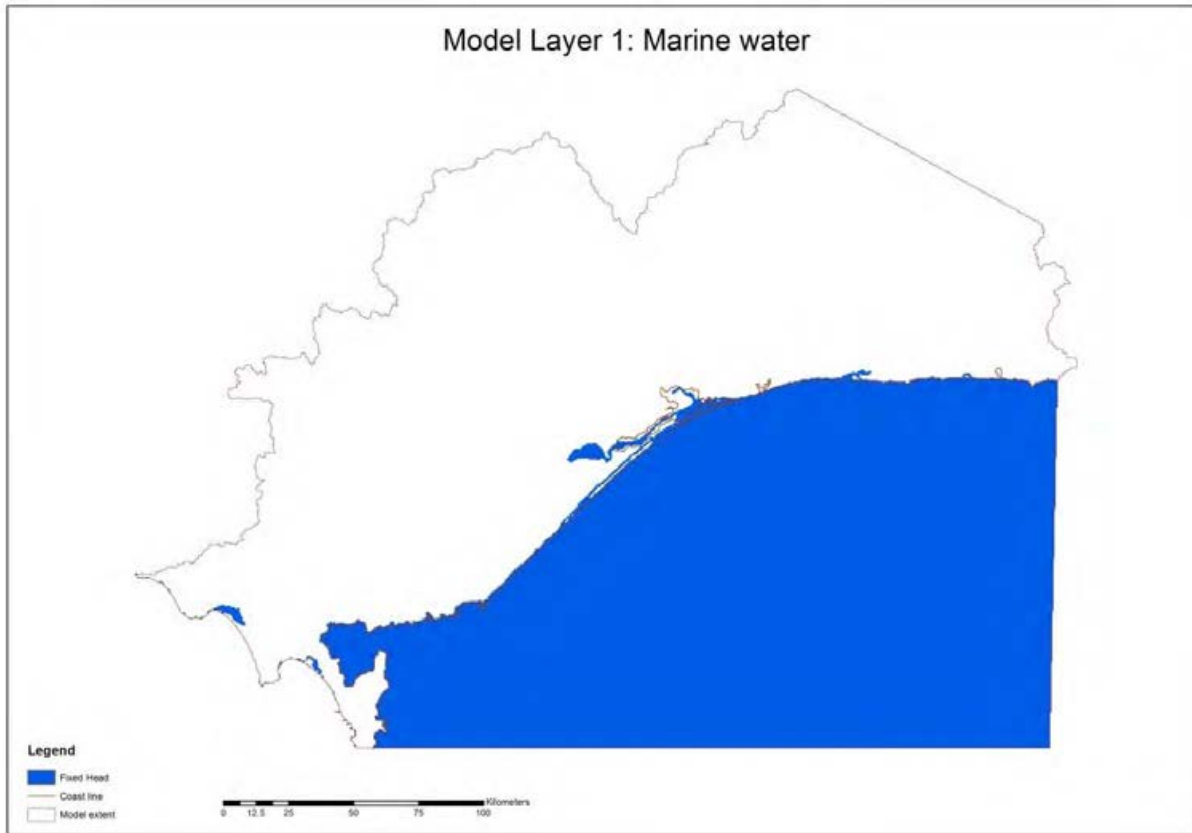 Model Layer 1: Marine water
Legend
Fixed Head
Coast line
Model extent
Kilometers
0 12.5 25 50 75 100